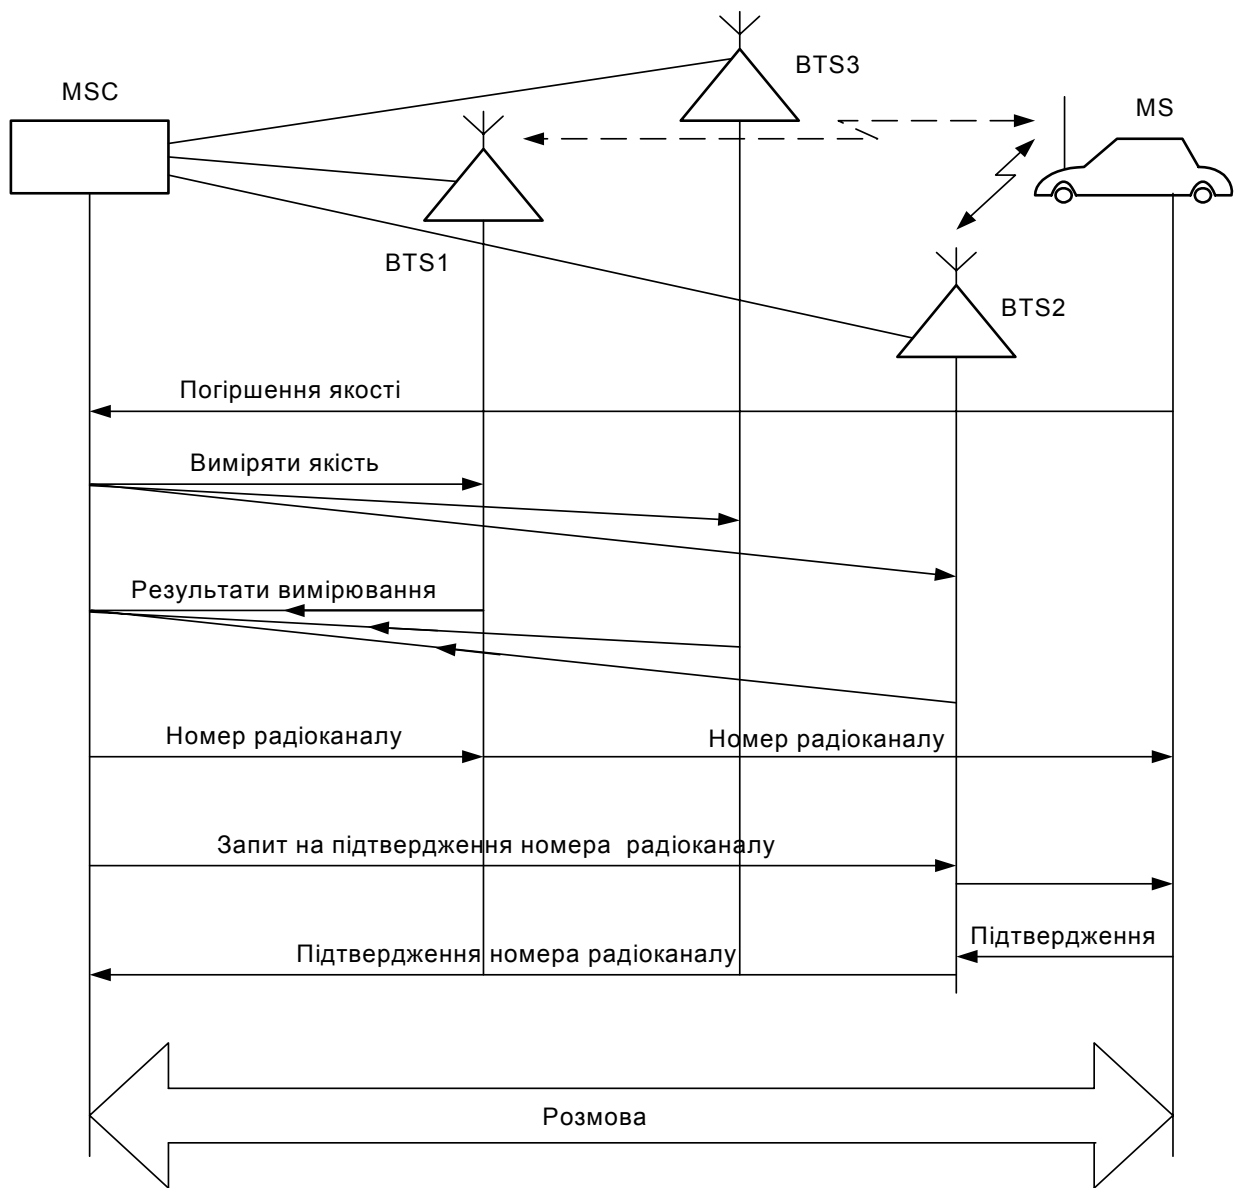 BTS3
MSC
MS
BTS1
BTS2
Погіршення якості
Виміряти якість
Результати вимірювання
Номер радіоканалу
Номер радіоканалу
Запит на підтвердження номера радіоканалу
Підтвердження
Підтвердження номера радіоканалу
Розмова